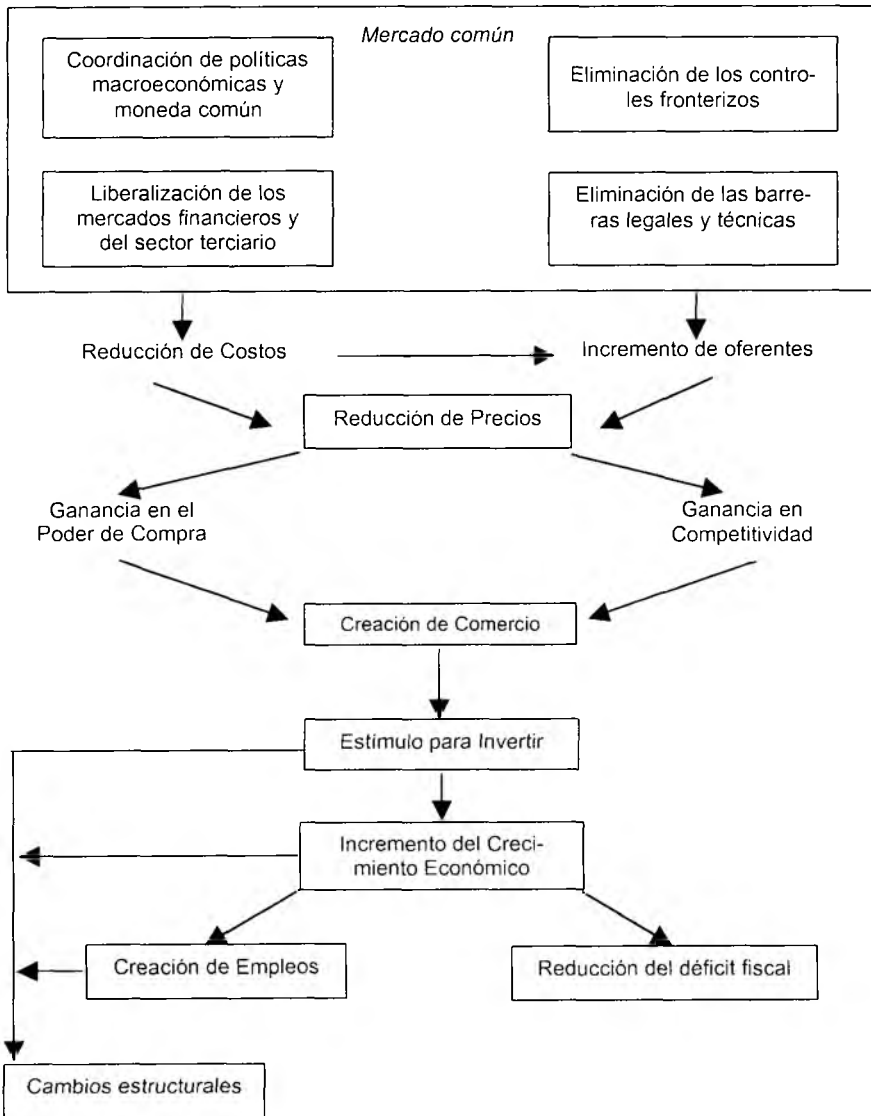 Mercado común
Coordinación de políticas
macroeconómicas y
moneda común
Eliminación de los contro-
les fronterizos
Liberalización de los
mercados financieros y
del sector terciario
Eliminación de las barre-
ras legales y técnicas
Reducción de Costos
Incremento de oferentes
Reducción de Precios
Ganancia en el
Poder de Compra
Ganancia en
Competitividad
Creación de Comercio
Estímulo para Invertir
Incremento del Creci-
miento Económico
Creación de Empleos
Reducción del déficit fiscal
Cambios estructurales